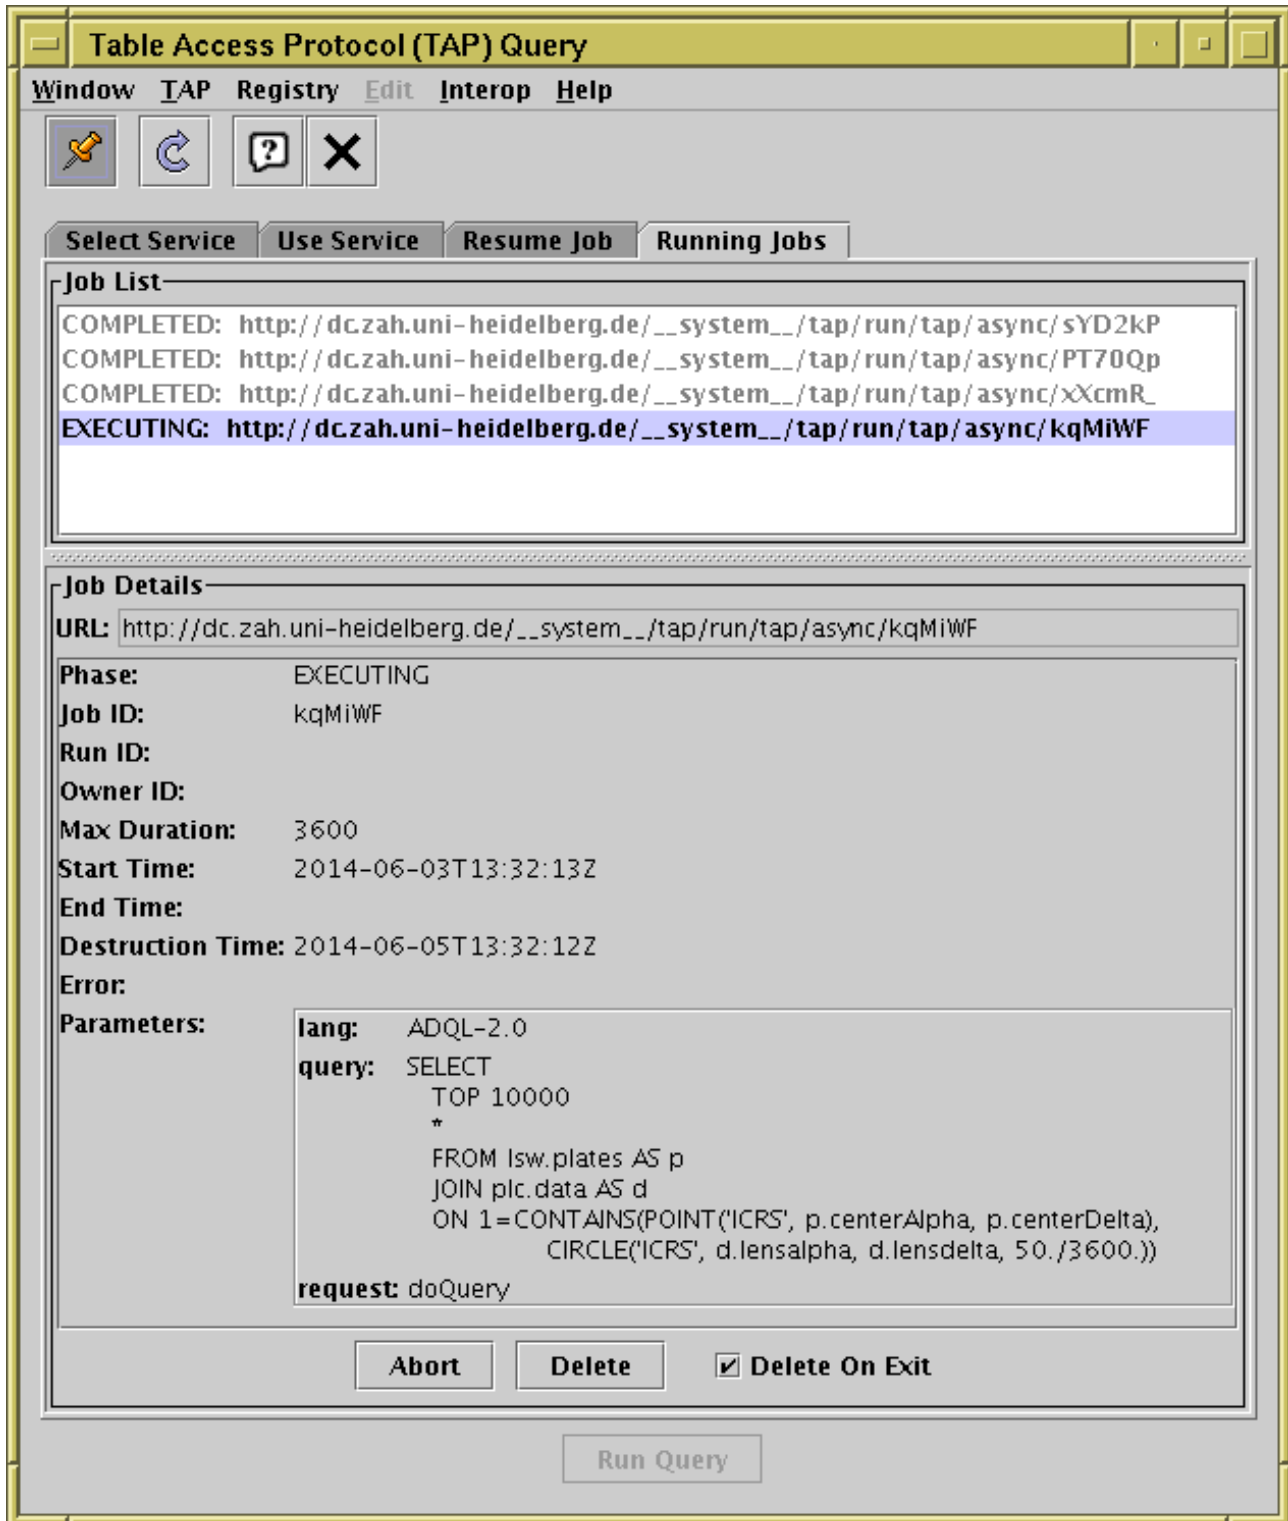 Table Access Protocol (TAP) Query
Window TAP Registry Edit Interop Help
Select Service Use Service Resume Job Running Jobs
Job List
COMPLETED: http://dc.zah.uni-heidelberg.de/__system__/tap/run/tap/async/sYD2kP
COMPLETED: http://dc.zah.uni-heidelberg.de/__system__/tap/run/tap/async/PT70Qp
COMPLETED: http://dc.zah.uni-heidelberg.de/__system__/tap/run/tap/async/xXcmR_
EXECUTING: http://dc.zah.uni-heidelberg.de/__system__/tap/run/tap/async/kqMiWF
Job Details
URL: http://dc.zah.uni-heidelberg.de/__system__/tap/run/tap/async/kqMiWF
Phase: EXECUTING
Job ID: kqMiWF
Run ID:
Owner ID:
Max Duration: 3600
Start Time: 2014-06-03T13:32:13Z
End Time:
Destruction Time: 2014-06-05T13:32:12Z
Error:
Parameters: lang: ADQL-2.0
query: SELECT
TOP 10000
*
FROM lsw.plates AS p
JOIN plc.data AS d
ON 1=CONTAINS(POINT('ICRS', p.centerAlpha, p.centerDelta),
CIRCLE('ICRS', d.lensalpha, d.lensdelta, 50./3600.))
request: doQuery
Abort Delete Delete On Exit
Run Query